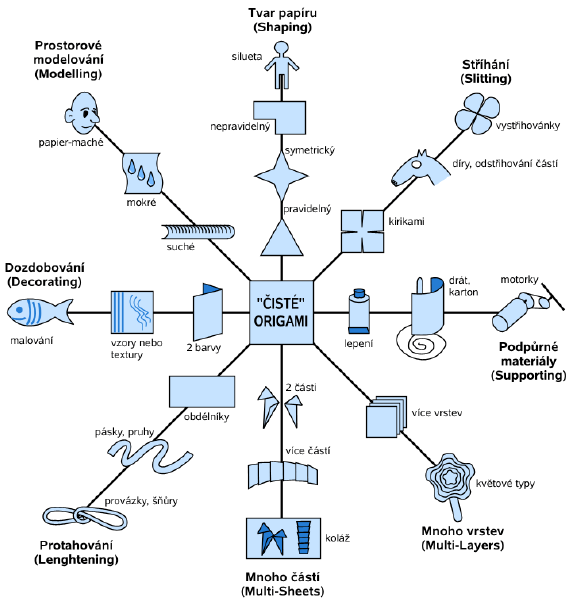 Tvar papíru
(Shaping)
silueta
nepravidelný
symetrický
pravidelný
Prostorové
modelování
(Modelling)
papier-maché
mokré
suché
Stříhání
(Slitting)
vystřihovánky
díry, odstřihování částí
kirikami
Dozdobování
(Decorating)
malování
vzory nebo
textury
2 barvy
"ČISTÉ"
ORIGAMI
lepení
drát,
karton
motorky
Podpůrné
materiály
(Supporting)
obdélníky
pásky, pruhy
provázky, šňůry
Protahování
(Lenghtening)
2 části
více částí
koláž
Mnoho částí
(Multi-Sheets)
více vrstev
květové typy
Mnoho vrstev
(Multi-Layers)